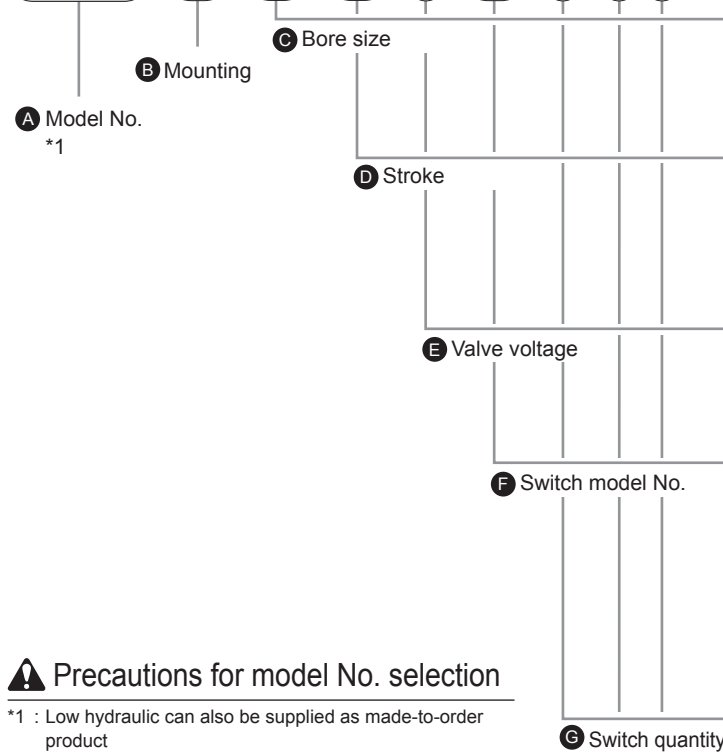 C Bore size
B Mounting
A Model No.
*1
D Stroke
E Valve voltage
F Switch model No.
Precautions for model No. selection
*1 : Low hydraulic can also be supplied as made-to-order
product
G Switch quantity